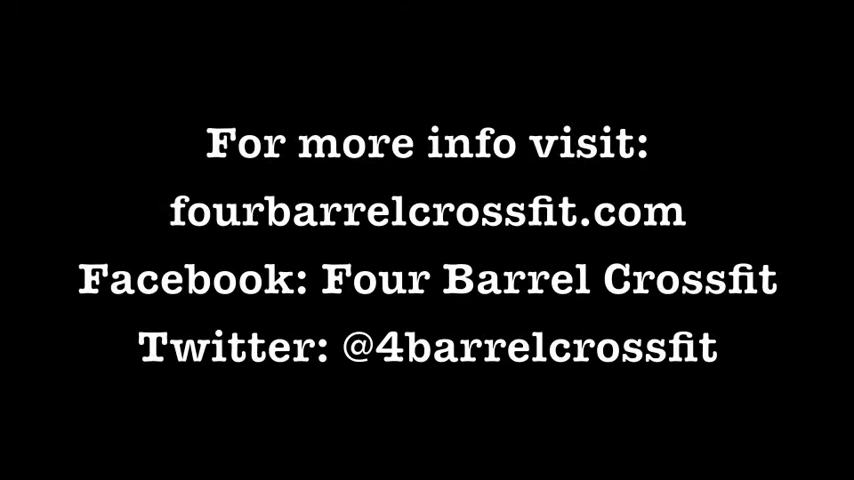 For more info visit:
fourbarrelcrossfit.com
Facebook: Four Barrel Crossfit
Twitter: @4barrelcrossfit